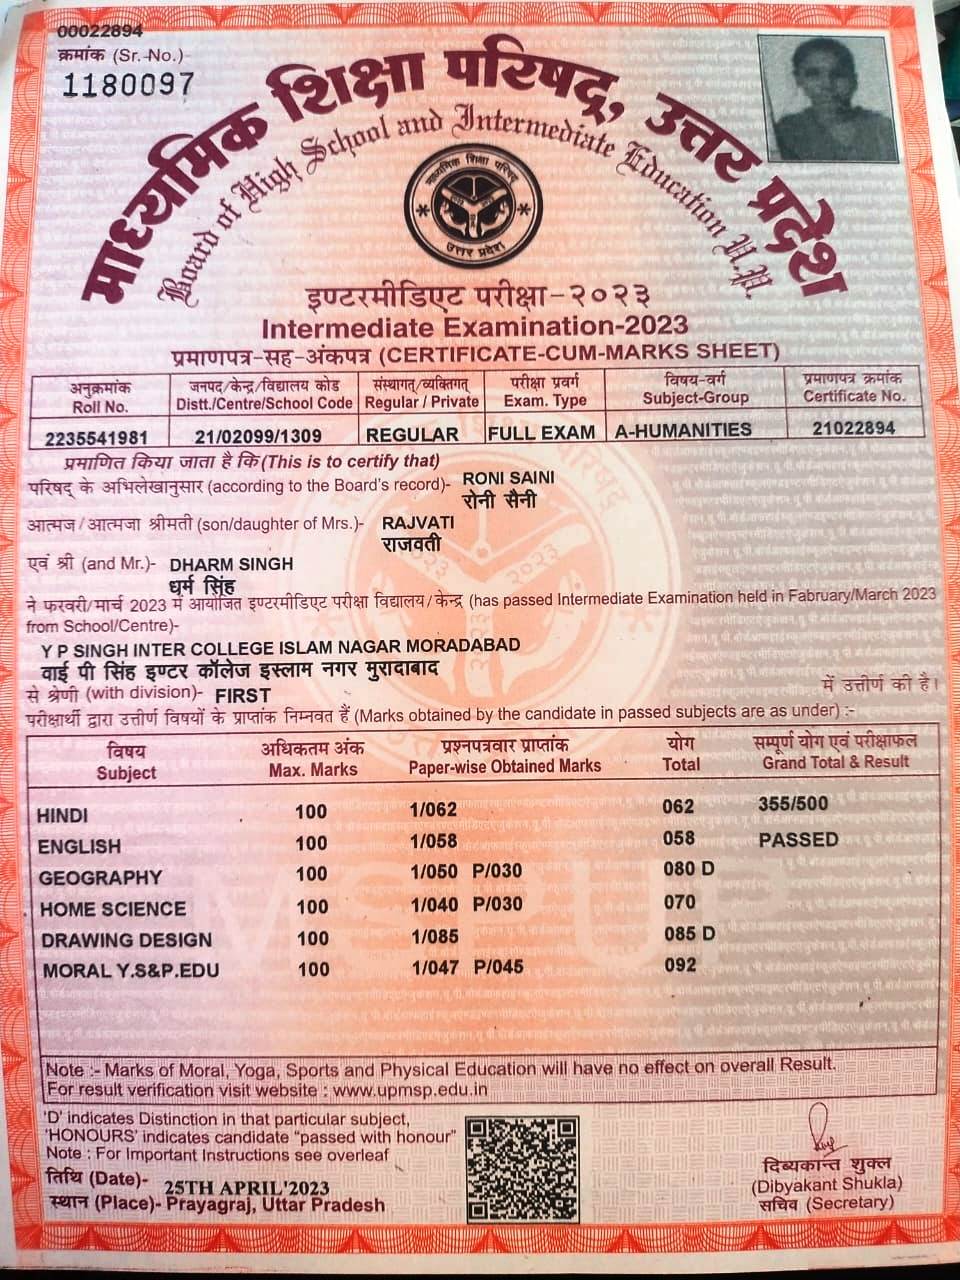 00022894
क्रमांक (Sr.-No.)-
1180097
माध्यमिक शिक्षा परिषद्, उत्तर प्रदेश
Board of High School and Intermediate Education U.P.
माध्यमिक शिक्षा परिषद्
उत्तर प्रदेश
इण्टरमीडिएट परीक्षा-२०२३
Intermediate Examination-2023
प्रमाणपत्र-सह-अंकपत्र (CERTIFICATE-CUM-MARKS SHEET)
अनुक्रमांक जनपद/केन्द्र/विद्यालय कोड संस्थागत्/व्यक्तिगत् परीक्षा प्रवर्ग विषय-वर्ग प्रमाणपत्र क्रमांक
Roll No. Distt./Centre/School Code Regular / Private Exam. Type Subject-Group Certificate No.
2235541981 21/02099/1309 REGULAR FULL EXAM A-HUMANITIES 21022894
प्रमाणित किया जाता है कि (This is to certify that)
परिषद् के अभिलेखानुसार (according to the Board's record)- RONI SAINI
रोनी सैनी
आत्मज/आत्मजा श्रीमती (son/daughter of Mrs.)- RAJVATI
राजवती
एवं श्री (and Mr.)- DHARM SINGH
धर्म सिंह
ने फरवरी/मार्च 2023 में आयोजित इण्टरमीडिएट परीक्षा विद्यालय/केन्द्र (has passed Intermediate Examination held in Fabruary/March 2023
from School/Centre)-
Y P SINGH INTER COLLEGE ISLAM NAGAR MORADABAD
वाई पी सिंह इण्टर कॉलेज इस्लाम नगर मुरादाबाद
से श्रेणी (with division)- FIRST में उत्तीर्ण की है।
परीक्षार्थी द्वारा उत्तीर्ण विषयों के प्राप्तांक निम्नवत हैं (Marks obtained by the candidate in passed subjects are as under) :-
विषय अधिकतम अंक प्रश्नपत्रवार प्राप्तांक योग सम्पूर्ण योग एवं परीक्षाफल
Subject Max. Marks Paper-wise Obtained Marks Total Grand Total & Result
HINDI 100 1/062 062 355/500
ENGLISH 100 1/058 058 PASSED
GEOGRAPHY 100 1/050 P/030 080 D
HOME SCIENCE 100 1/040 P/030 070
DRAWING DESIGN 100 1/085 085 D
MORAL Y.S&P.EDU 100 1/047 P/045 092
Note :- Marks of Moral, Yoga, Sports and Physical Education will have no effect on overall Result.
For result verification visit website : www.upmsp.edu.in
'D' indicates Distinction in that particular subject,
'HONOURS' indicates candidate "passed with honour"
Note : For Important Instructions see overleaf
तिथि (Date)- 25TH APRIL'2023
स्थान (Place)- Prayagraj, Uttar Pradesh
दिब्यकान्त शुक्ल
(Dibyakant Shukla)
सचिव (Secretary)